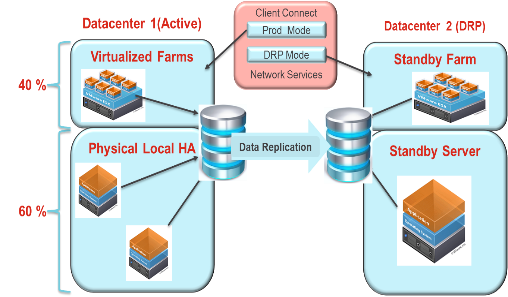 Datacenter 1(Active)
Client Connect
Prod Mode
DRP Mode
Network Services
Datacenter 2 (DRP)
40 %
Virtualized Farms
Standby Farm
Physical Local HA
Data Replication
Standby Server
60 %
Application